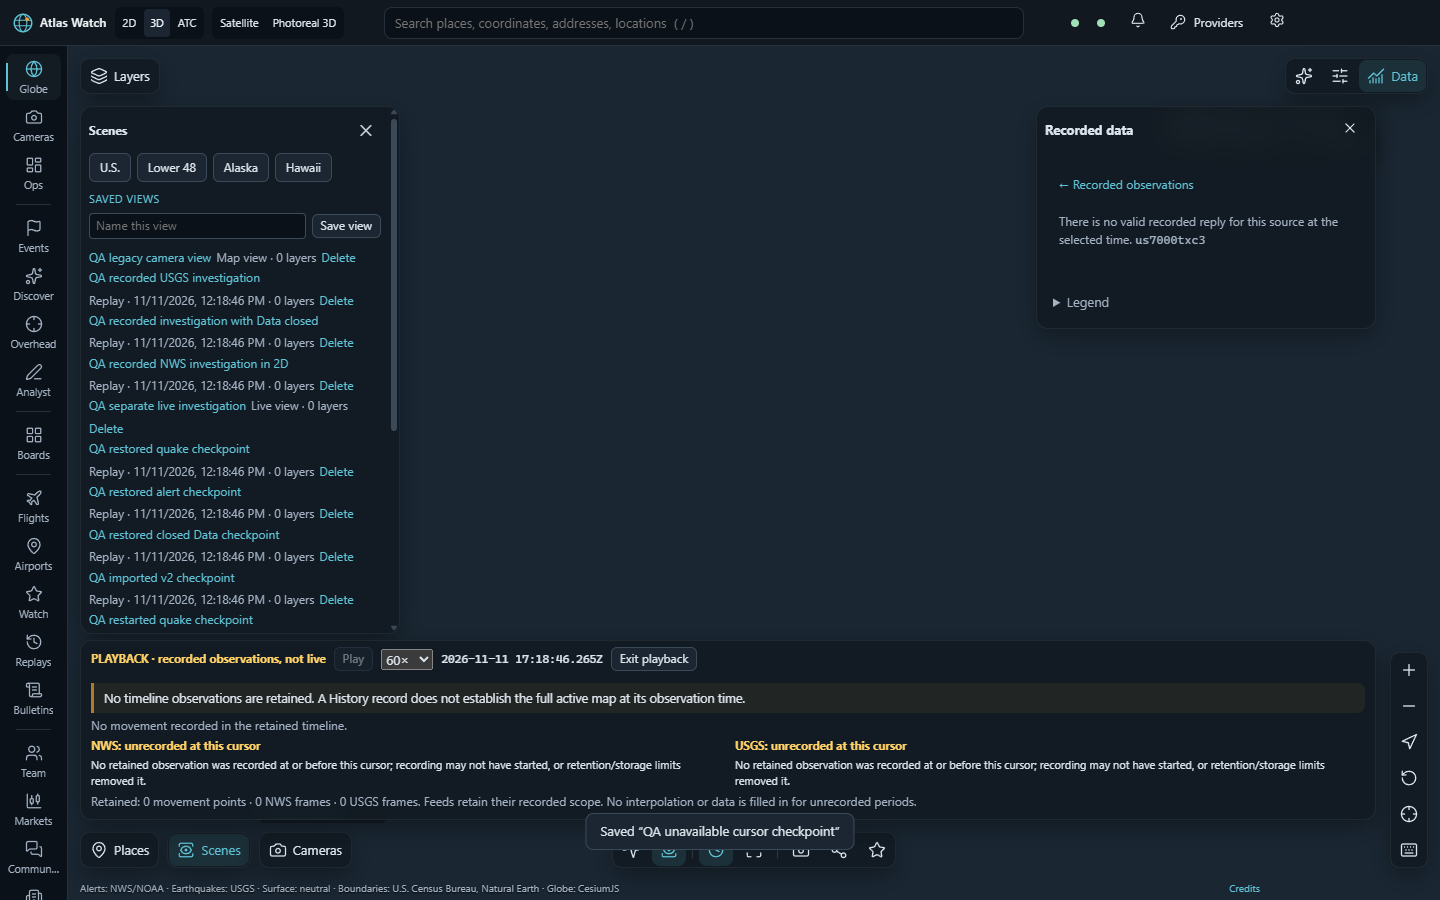 Atlas Watch
2D 3D ATC
Satellite Photoreal 3D
Search places, coordinates, addresses, locations ( / )
Providers
Globe
Cameras
Ops
Events
Discover
Overhead
Analyst
Boards
Flights
Airports
Watch
Replays
Bulletins
Team
Markets
Commun...
Layers
Data
Scenes
U.S. Lower 48 Alaska Hawaii
SAVED VIEWS
Name this view Save view
QA legacy camera view Map view · 0 layers Delete
QA recorded USGS investigation
Replay · 11/11/2026, 12:18:46 PM · 0 layers Delete
QA recorded investigation with Data closed
Replay · 11/11/2026, 12:18:46 PM · 0 layers Delete
QA recorded NWS investigation in 2D
Replay · 11/11/2026, 12:18:46 PM · 0 layers Delete
QA separate live investigation Live view · 0 layers
Delete
QA restored quake checkpoint
Replay · 11/11/2026, 12:18:46 PM · 0 layers Delete
QA restored alert checkpoint
Replay · 11/11/2026, 12:18:46 PM · 0 layers Delete
QA restored closed Data checkpoint
Replay · 11/11/2026, 12:18:46 PM · 0 layers Delete
QA imported v2 checkpoint
Replay · 11/11/2026, 12:18:46 PM · 0 layers Delete
QA restarted quake checkpoint
Recorded data
← Recorded observations
There is no valid recorded reply for this source at the
selected time. us7000txc3
Legend
PLAYBACK · recorded observations, not live Play 60× 2026-11-11 17:18:46.265Z Exit playback
No timeline observations are retained. A History record does not establish the full active map at its observation time.
No movement recorded in the retained timeline.
NWS: unrecorded at this cursor
No retained observation was recorded at or before this cursor; recording may not have started, or retention/storage limits
removed it.
USGS: unrecorded at this cursor
No retained observation was recorded at or before this cursor; recording may not have started, or retention/storage limits
removed it.
Retained: 0 movement points · 0 NWS frames · 0 USGS frames. Feeds retain their recorded scope. No interpolation or data is filled in for unrecorded periods.
Saved “QA unavailable cursor checkpoint”
Places Scenes Cameras
Alerts: NWS/NOAA · Earthquakes: USGS · Surface: neutral · Boundaries: U.S. Census Bureau, Natural Earth · Globe: CesiumJS
Credits